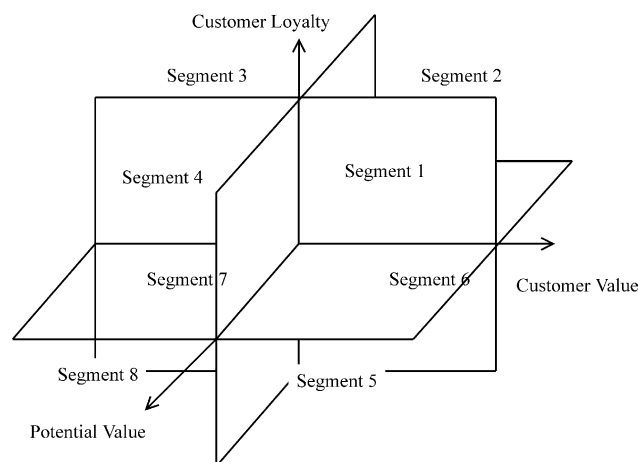 Customer Loyalty
Segment 3
Segment 2
Segment 4
Segment 1
Segment 7
Segment 6
Customer Value
Segment 8
Segment 5
Potential Value